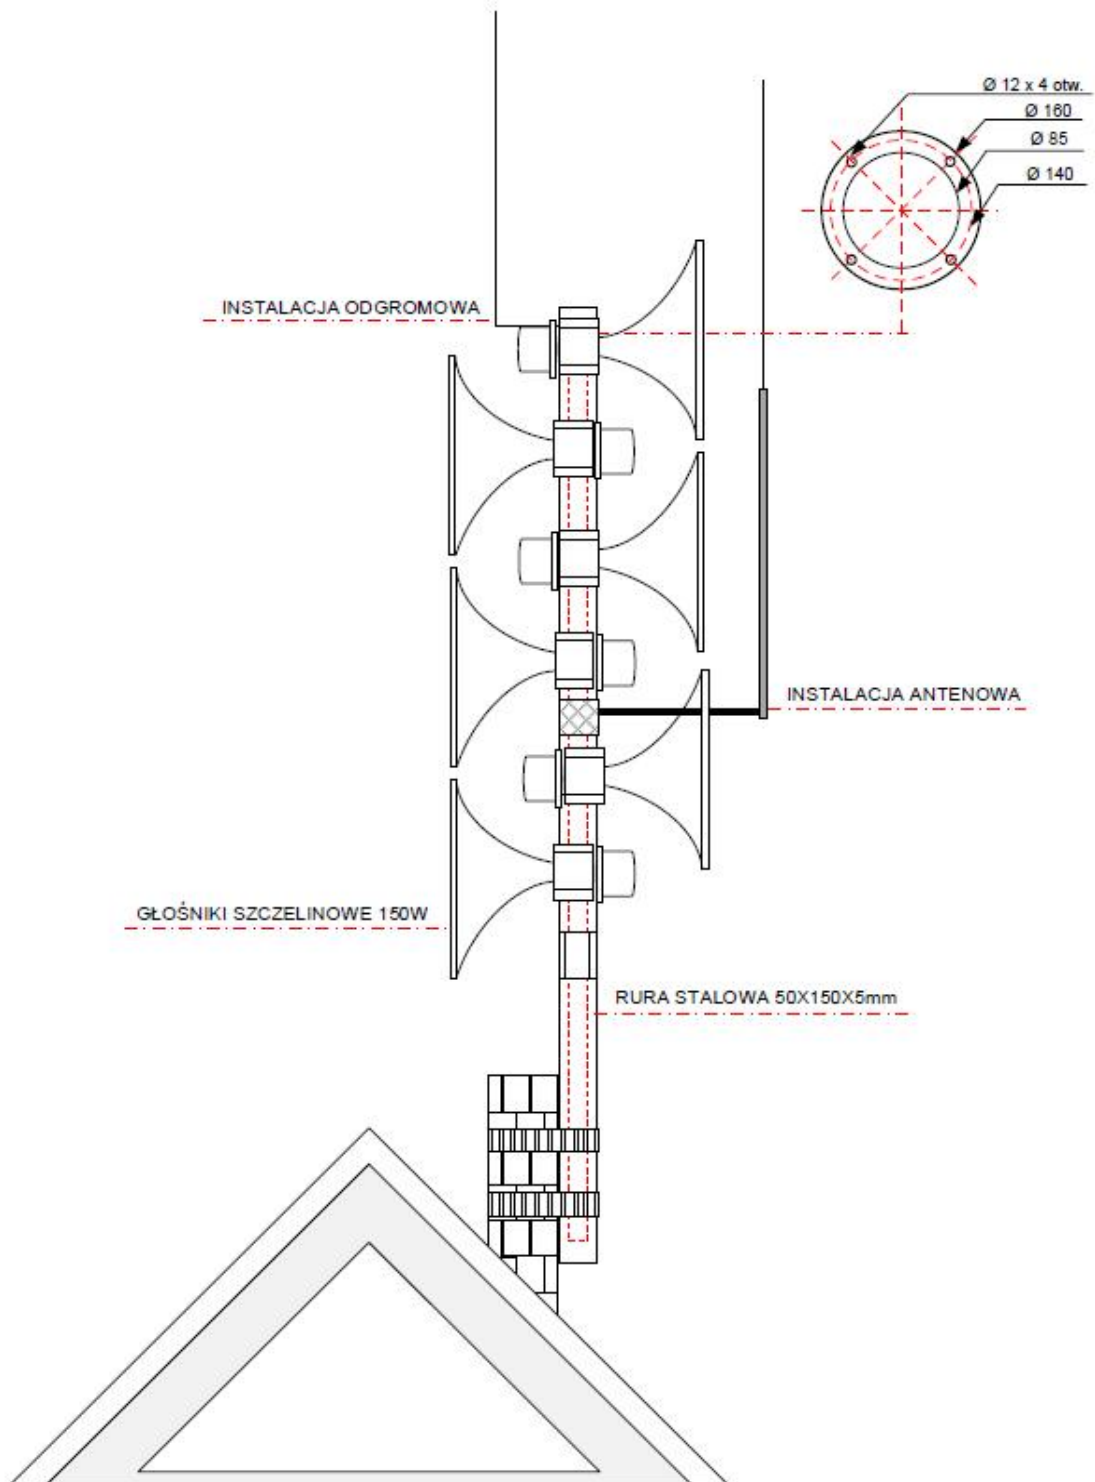 Ø 12 x 4 otw.
Ø 160
Ø 85
Ø 140
INSTALACJA ODGROMOWA
INSTALACJA ANTENOWA
GŁOŚNIKI SZCZELINOWE 150W
RURA STALOWA 50X150X5mm